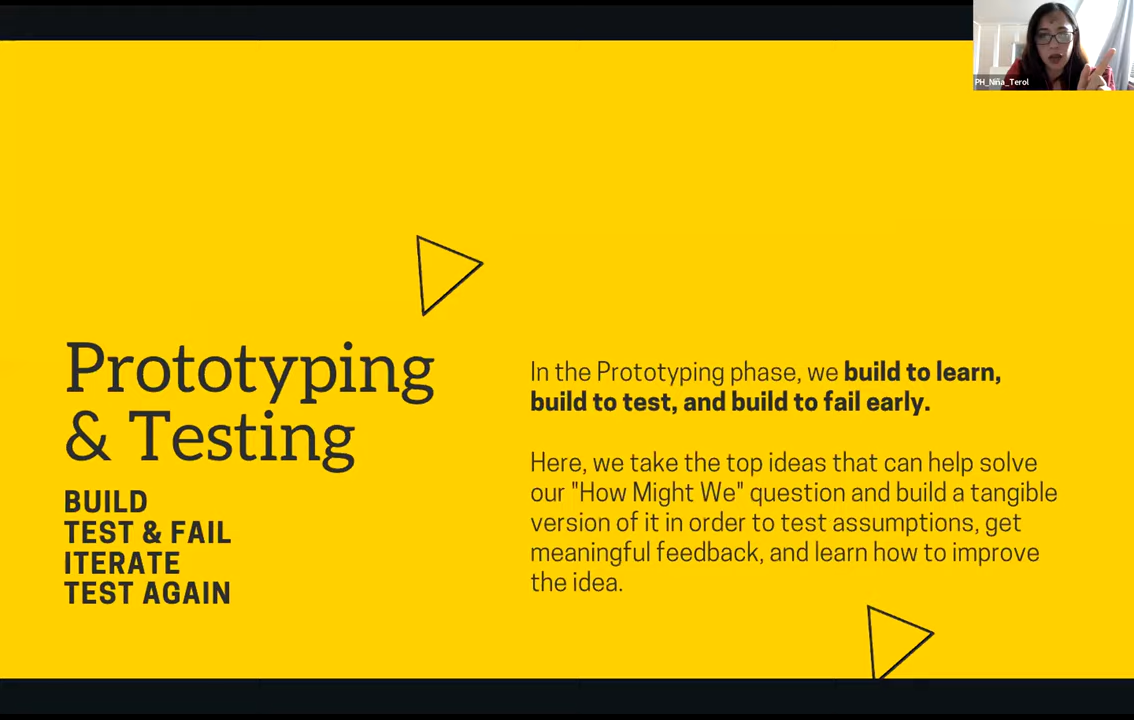 PH_Niña_Terol
Prototyping
& Testing
BUILD
TEST & FAIL
ITERATE
TEST AGAIN
In the Prototyping phase, we build to learn,
build to test, and build to fail early.
Here, we take the top ideas that can help solve
our "How Might We" question and build a tangible
version of it in order to test assumptions, get
meaningful feedback, and learn how to improve
the idea.